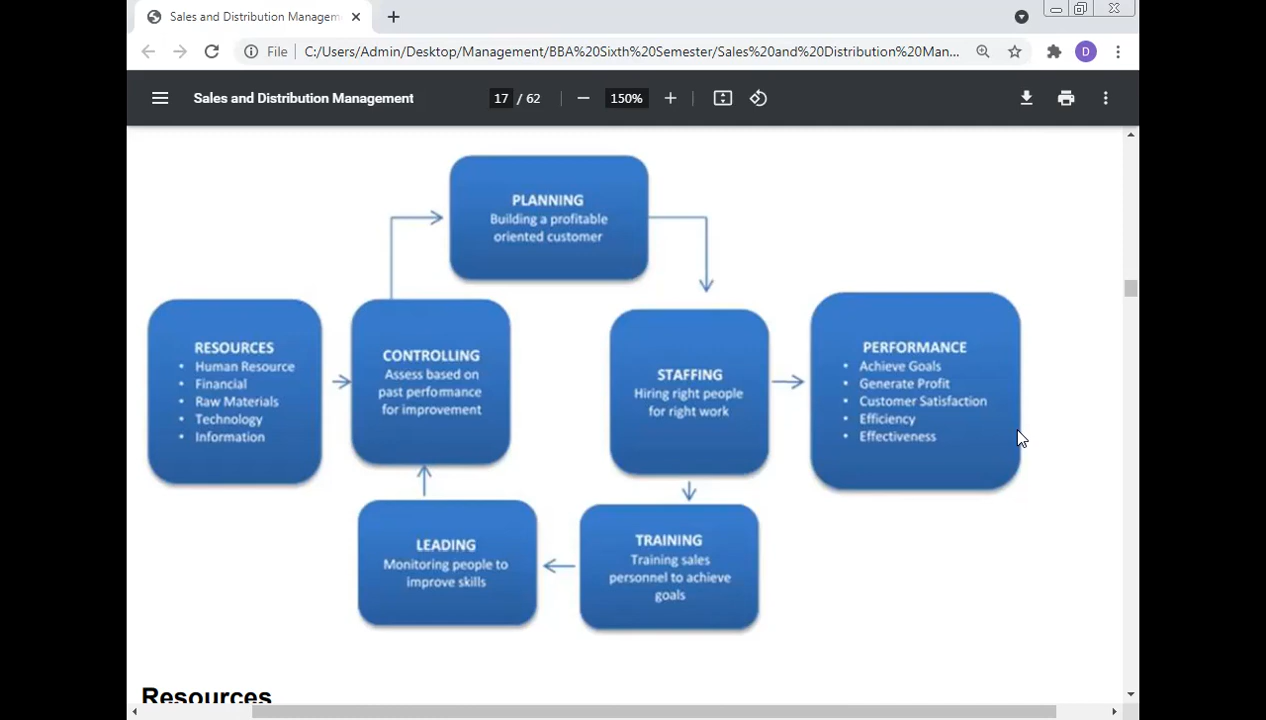 Sales and Distribution Managem
File C:/Users/Admin/Desktop/Management/BBA%20Sixth%20Semester/Sales%20and%20Distribution%20Man...
D
Sales and Distribution Management
17 / 62
150%
PLANNING
Building a profitable
oriented customer
RESOURCES
• Human Resource
• Financial
• Raw Materials
• Technology
• Information
CONTROLLING
Assess based on
past performance
for improvement
STAFFING
Hiring right people
for right work
PERFORMANCE
• Achieve Goals
• Generate Profit
• Customer Satisfaction
• Efficiency
• Effectiveness
LEADING
Monitoring people to
improve skills
TRAINING
Training sales
personnel to achieve
goals
Resources